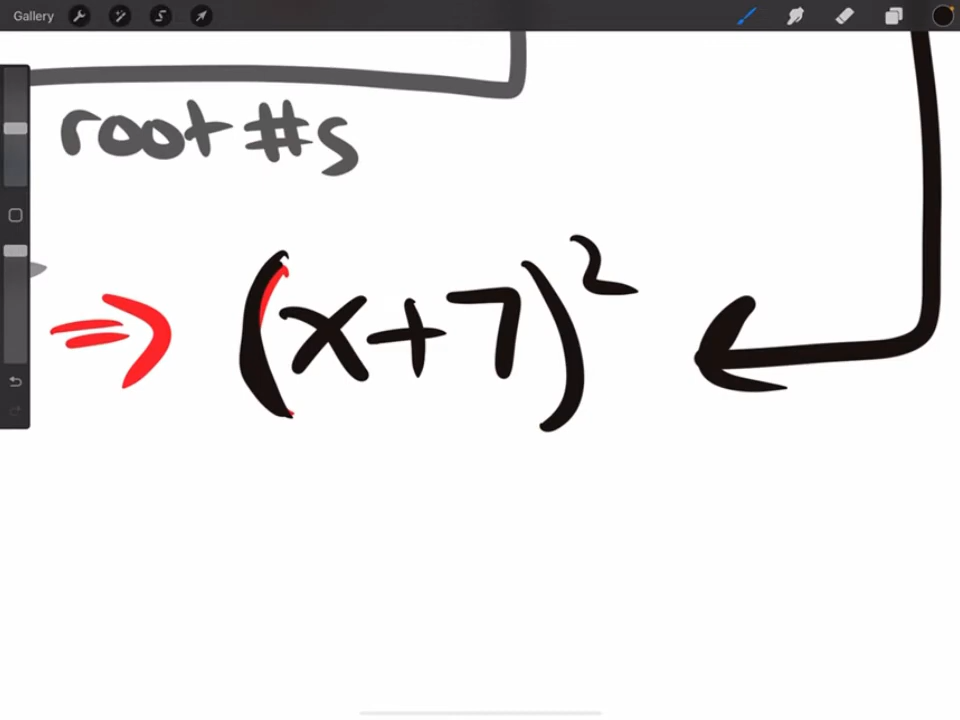 Gallery
root #s
⇒ (x+7)²